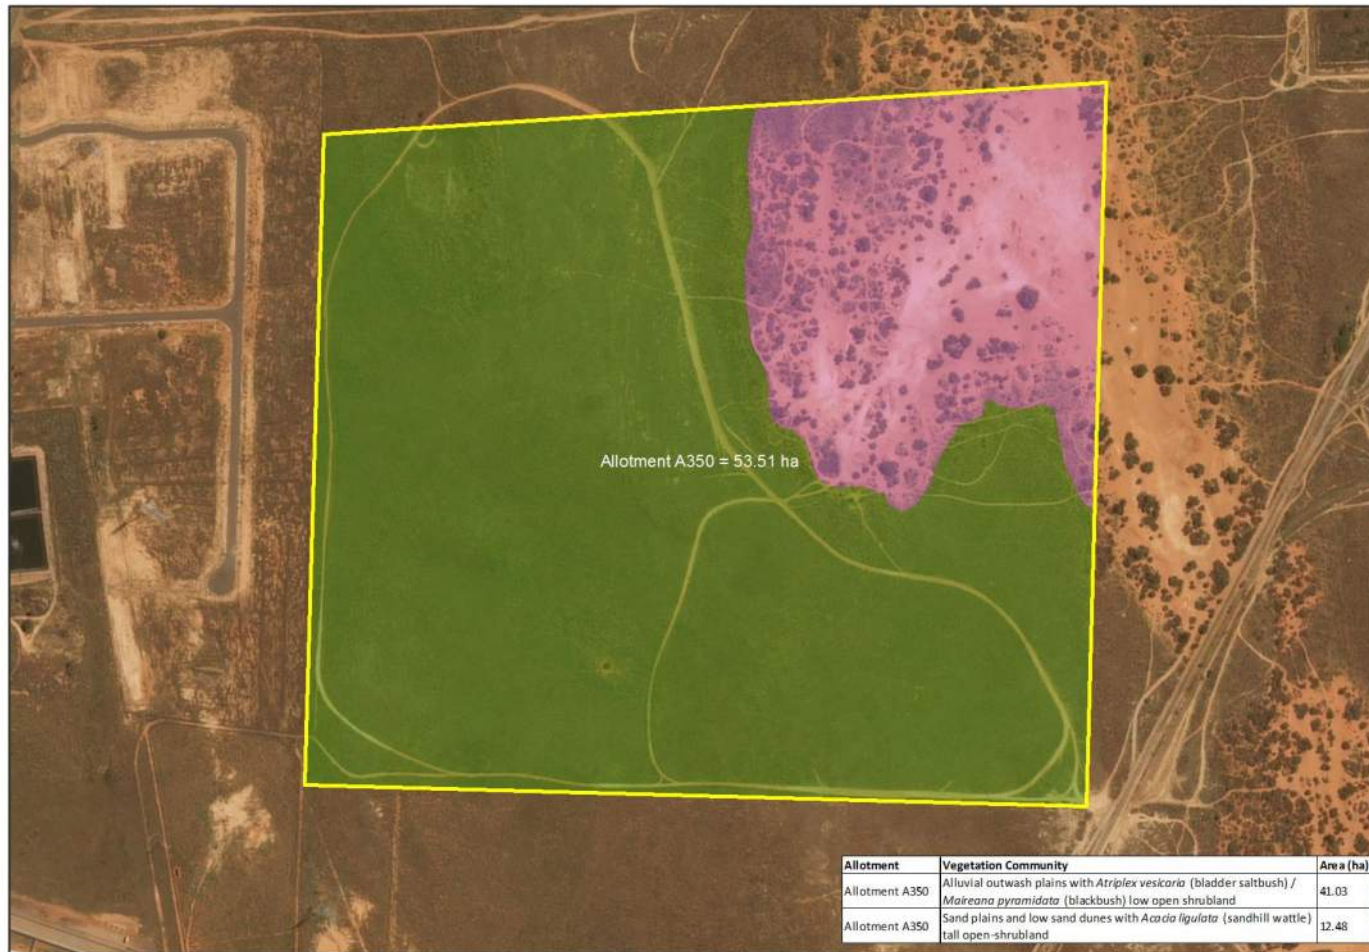 Allotment A350 = 53.51 ha
Allotment Vegetation Community Area (ha)
Allotment A350 Alluvial outwash plains with Atriplex vesicaria (bladder saltbush) / Maireana pyramidata (blackbush) low open shrubland 41.03
Allotment A350 Sand plains and low sand dunes with Acacia ligulata (sandhill wattle) tall open-shrubland 12.48